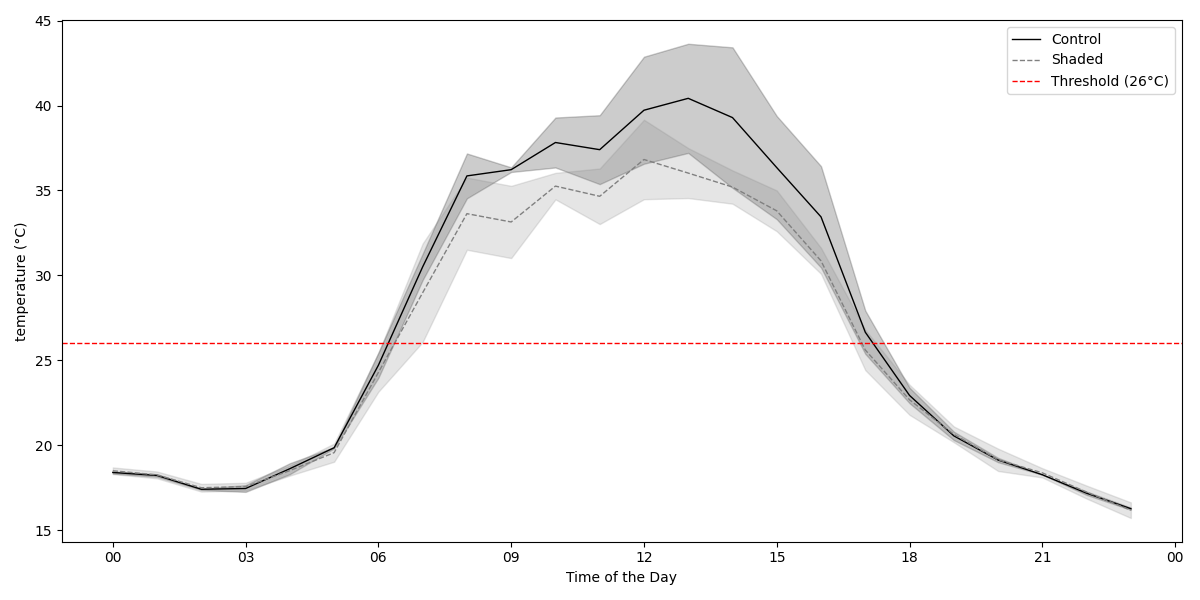 45
40
35
30
25
20
15
temperature (°C)
Control
Shaded
Threshold (26°C)
00 03 06 09 12 15 18 21 00
Time of the Day